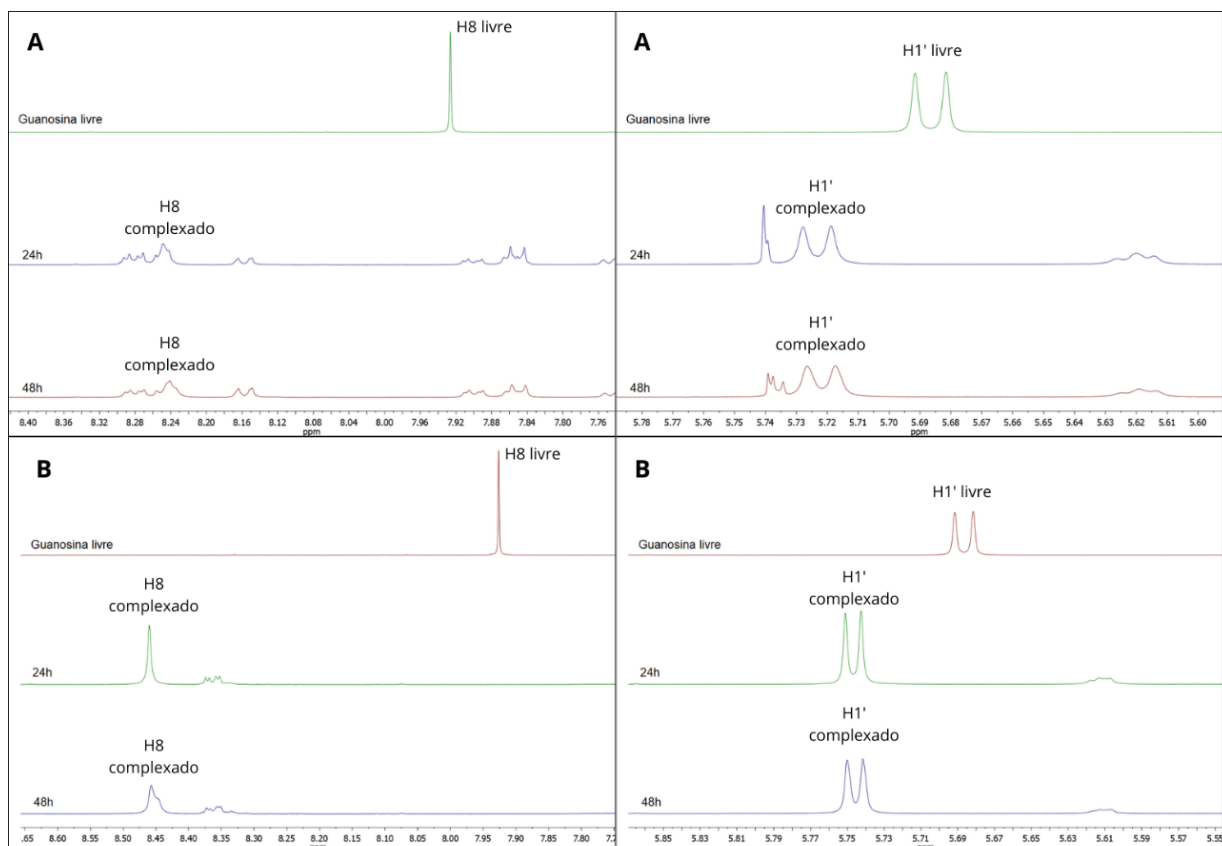 A
H8 livre
Guanosina livre
H8
complexado
24h
H8
complexado
48h
8.40 8.36 8.32 8.28 8.24 8.20 8.16 8.12 8.08 8.04 8.00 7.96 7.92 7.88 7.84 7.80 7.76
ppm
A
H1' livre
Guanosina livre
H1'
complexado
24h
H1'
complexado
48h
5.78 5.77 5.76 5.75 5.74 5.73 5.72 5.71 5.70 5.69 5.68 5.67 5.66 5.65 5.64 5.63 5.62 5.61 5.60
ppm
B
H8 livre
Guanosina livre
H8
complexado
24h
H8
complexado
48h
8.60 8.55 8.50 8.45 8.40 8.35 8.30 8.25 8.20 8.15 8.10 8.05 8.00 7.95 7.90 7.85 7.80
B
H1' livre
Guanosina livre
H1'
complexado
24h
H1'
complexado
48h
5.85 5.83 5.81 5.79 5.77 5.75 5.73 5.71 5.69 5.67 5.65 5.63 5.61 5.59 5.57